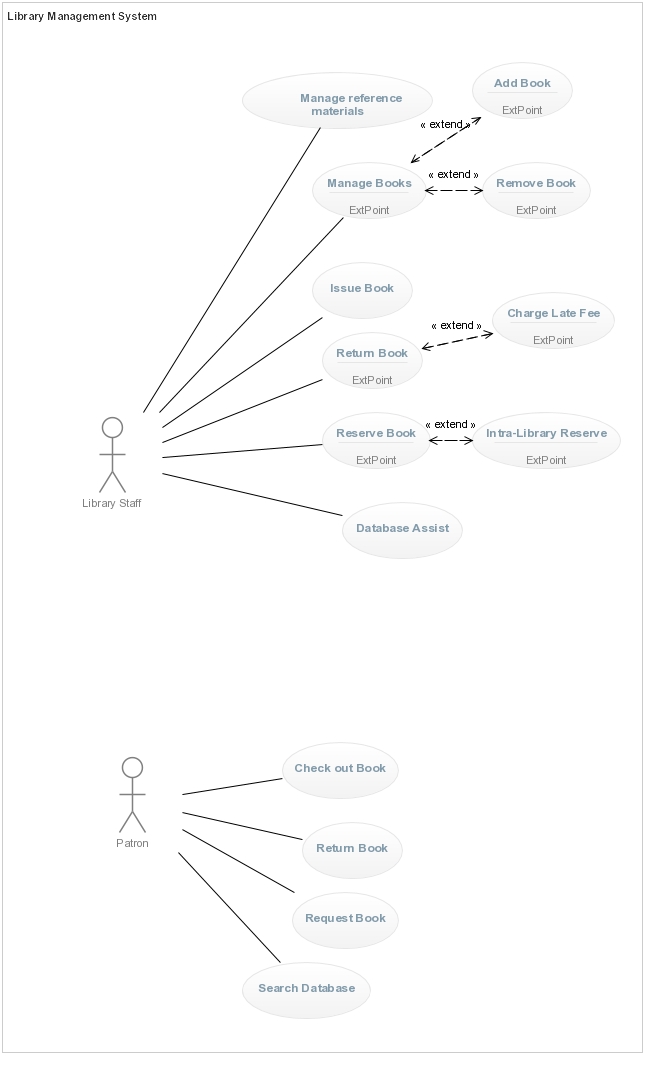 Library Management System
Manage reference
materials
Add Book
ExtPoint
« extend »
Manage Books
ExtPoint
« extend »
Remove Book
ExtPoint
Issue Book
Charge Late Fee
ExtPoint
« extend »
Return Book
ExtPoint
Reserve Book
ExtPoint
« extend »
Intra-Library Reserve
ExtPoint
Library Staff
Database Assist
Check out Book
Patron
Return Book
Request Book
Search Database